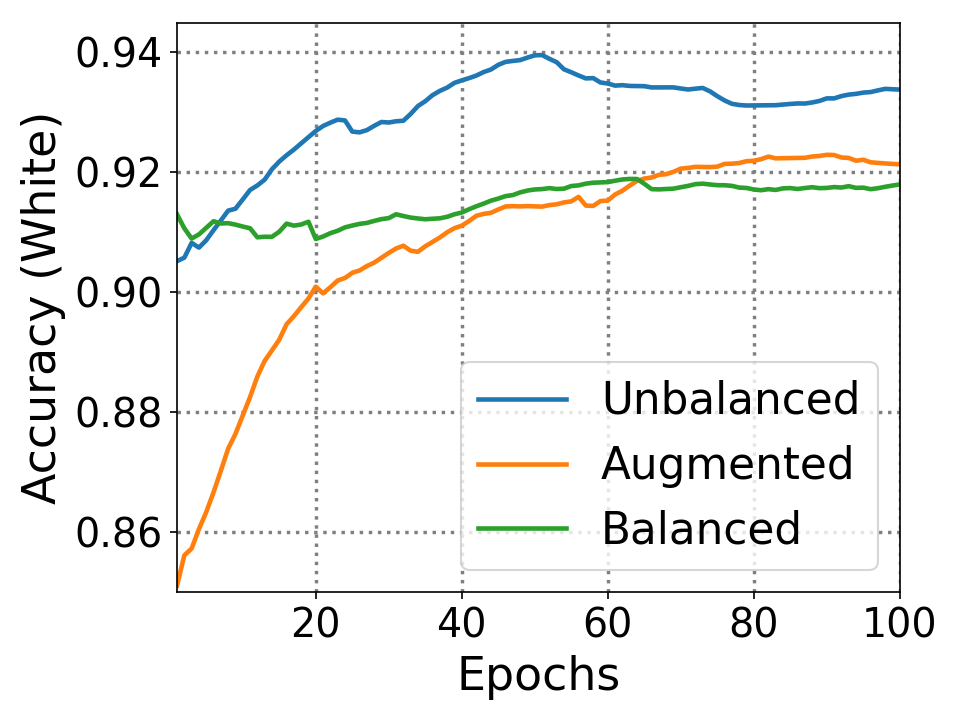 Accuracy (White)
0.94
0.92
0.90
0.88
0.86
Unbalanced
Augmented
Balanced
20 40 60 80 100
Epochs